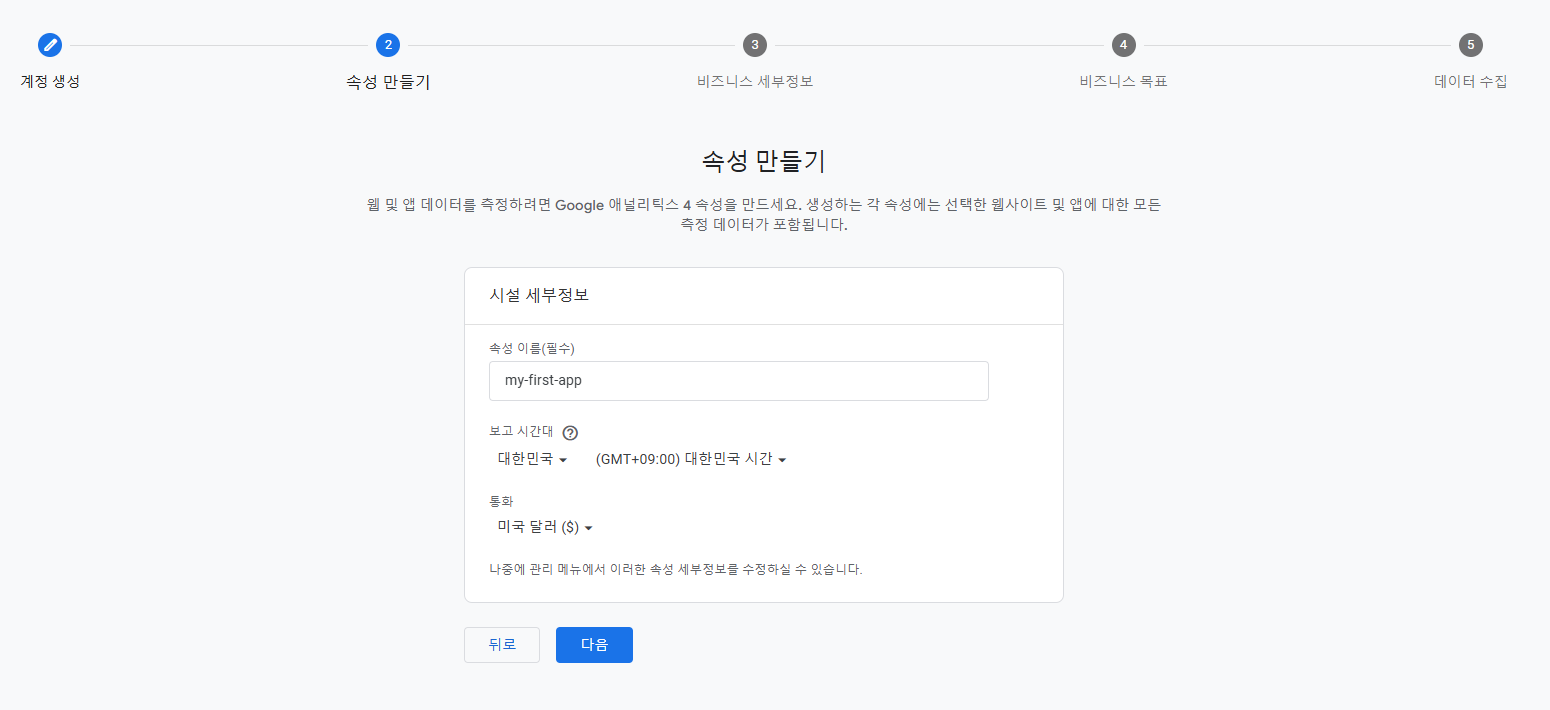 2
3
4
5
계정 생성
속성 만들기
비즈니스 세부정보
비즈니스 목표
데이터 수집
속성 만들기
웹 및 앱 데이터를 측정하려면 Google 애널리틱스 4 속성을 만드세요. 생성하는 각 속성에는 선택한 웹사이트 및 앱에 대한 모든
측정 데이터가 포함됩니다.
시설 세부정보
속성 이름(필수)
my-first-app
보고 시간대 ?
대한민국 (GMT+09:00) 대한민국 시간
통화
미국 달러 ($)
나중에 관리 메뉴에서 이러한 속성 세부정보를 수정하실 수 있습니다.
뒤로 다음